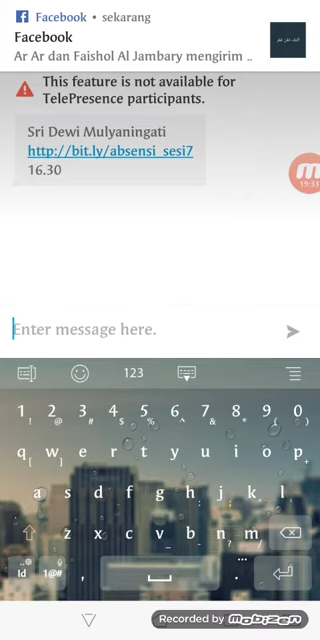 Facebook • sekarang
Facebook
Ar Ar dan Faishol Al Jambary mengirim ..
This feature is not available for
TelePresence participants.
Sri Dewi Mulyaningati
http://bit.ly/absensi_sesi7
16.30
19:33
Enter message here.
123
1 2 3 4 5 6 7 8 9 0
! @ # $ % ^ & * ( )
q w e r t y u i o p
[ ] +
a s d f g h j k l
: ;
z x c v b n m
_ - / ?
Id 1@# , .
Recorded by mobizen